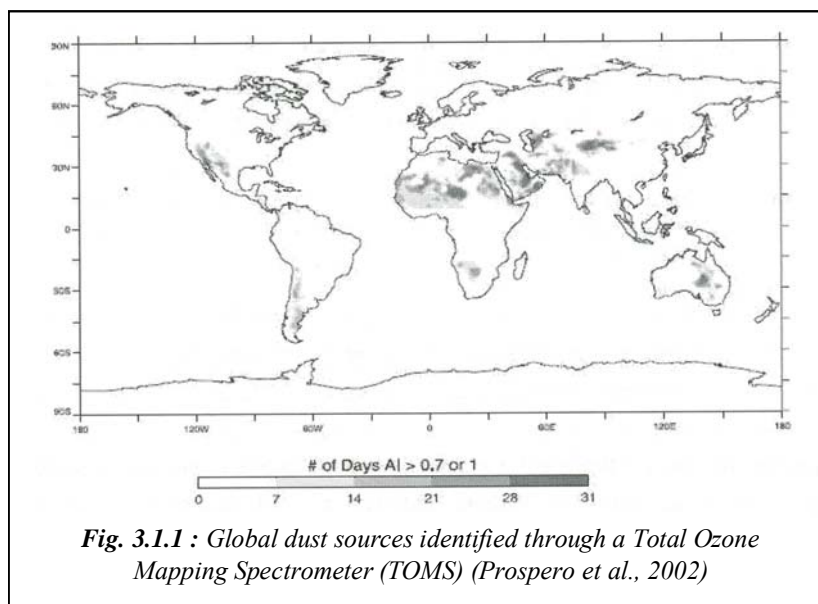 90N
60N
30N
0
30S
60S
90S
180 120W 60W 0 60E 120E 180
# of Days AI > 0.7 or 1
0 7 14 21 28 31
Fig. 3.1.1 : Global dust sources identified through a Total Ozone
Mapping Spectrometer (TOMS) (Prospero et al., 2002)